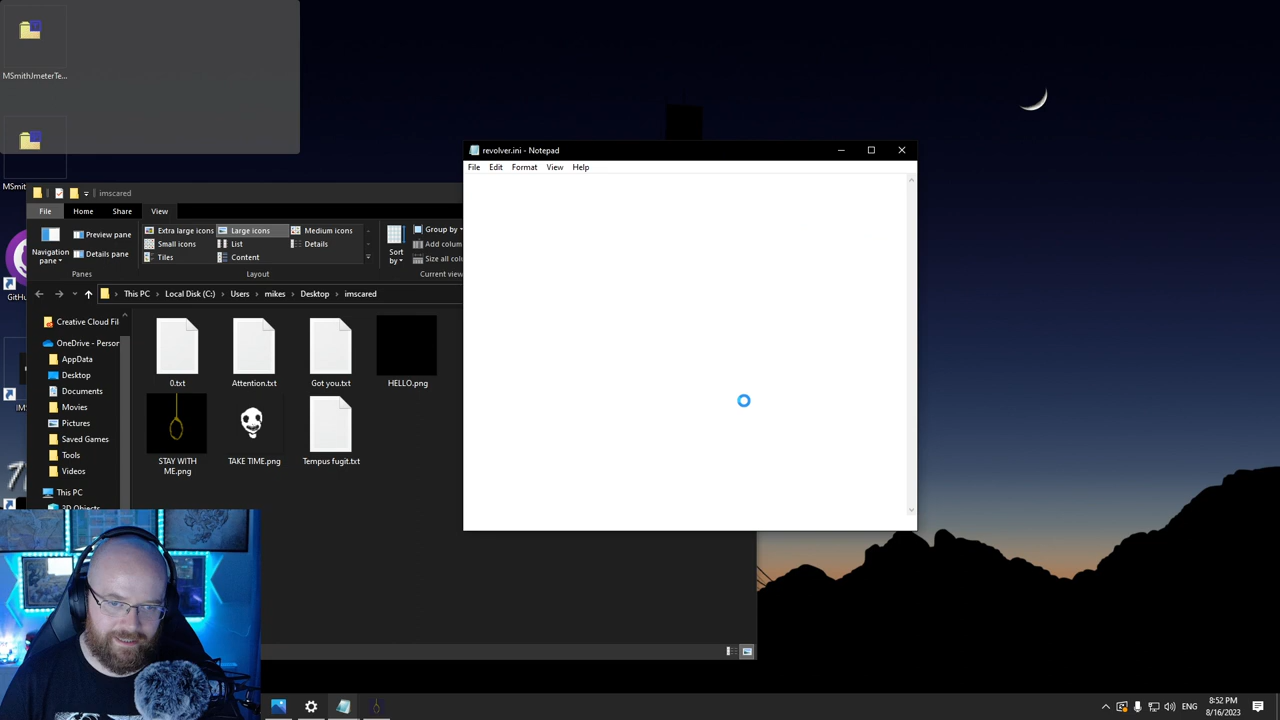 MSmithJmeterTe...
MSmit
GitHu
IM
revolver.ini - Notepad
File Edit Format View Help
imscared
File Home Share View
Navigation pane
Preview pane
Details pane
Panes
Extra large icons Large icons Medium icons
Small icons List Details
Tiles Content
Layout
Sort by
Group by
Add colum
Size all colu
Current view
This PC > Local Disk (C:) > Users > mikes > Desktop > imscared
Creative Cloud Fil
OneDrive - Person
AppData
Desktop
Documents
Movies
Pictures
Saved Games
Tools
Videos
This PC
3D Objects
0.txt
Attention.txt
Got you.txt
HELLO.png
STAY WITH
ME.png
TAKE TIME.png
Tempus fugit.txt
ENG
8:52 PM
8/16/2023